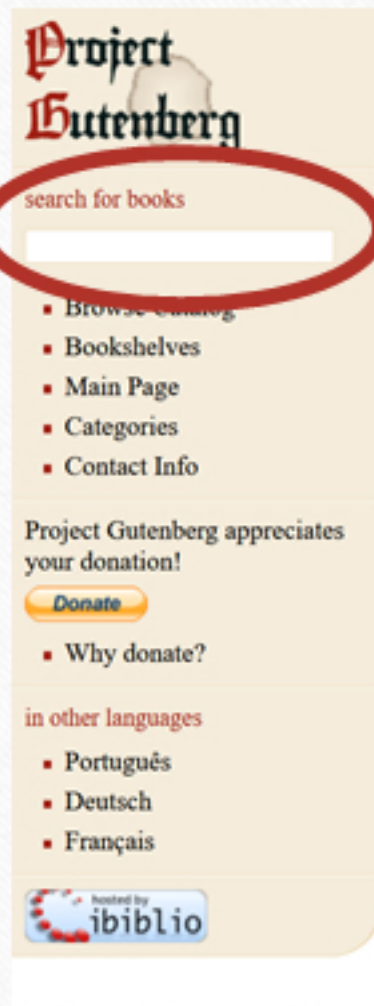 Project
Gutenberg
search for books
Browse Catalog
Bookshelves
Main Page
Categories
Contact Info
Project Gutenberg appreciates
your donation!
Donate
Why donate?
in other languages
Português
Deutsch
Français
hosted by
ibiblio